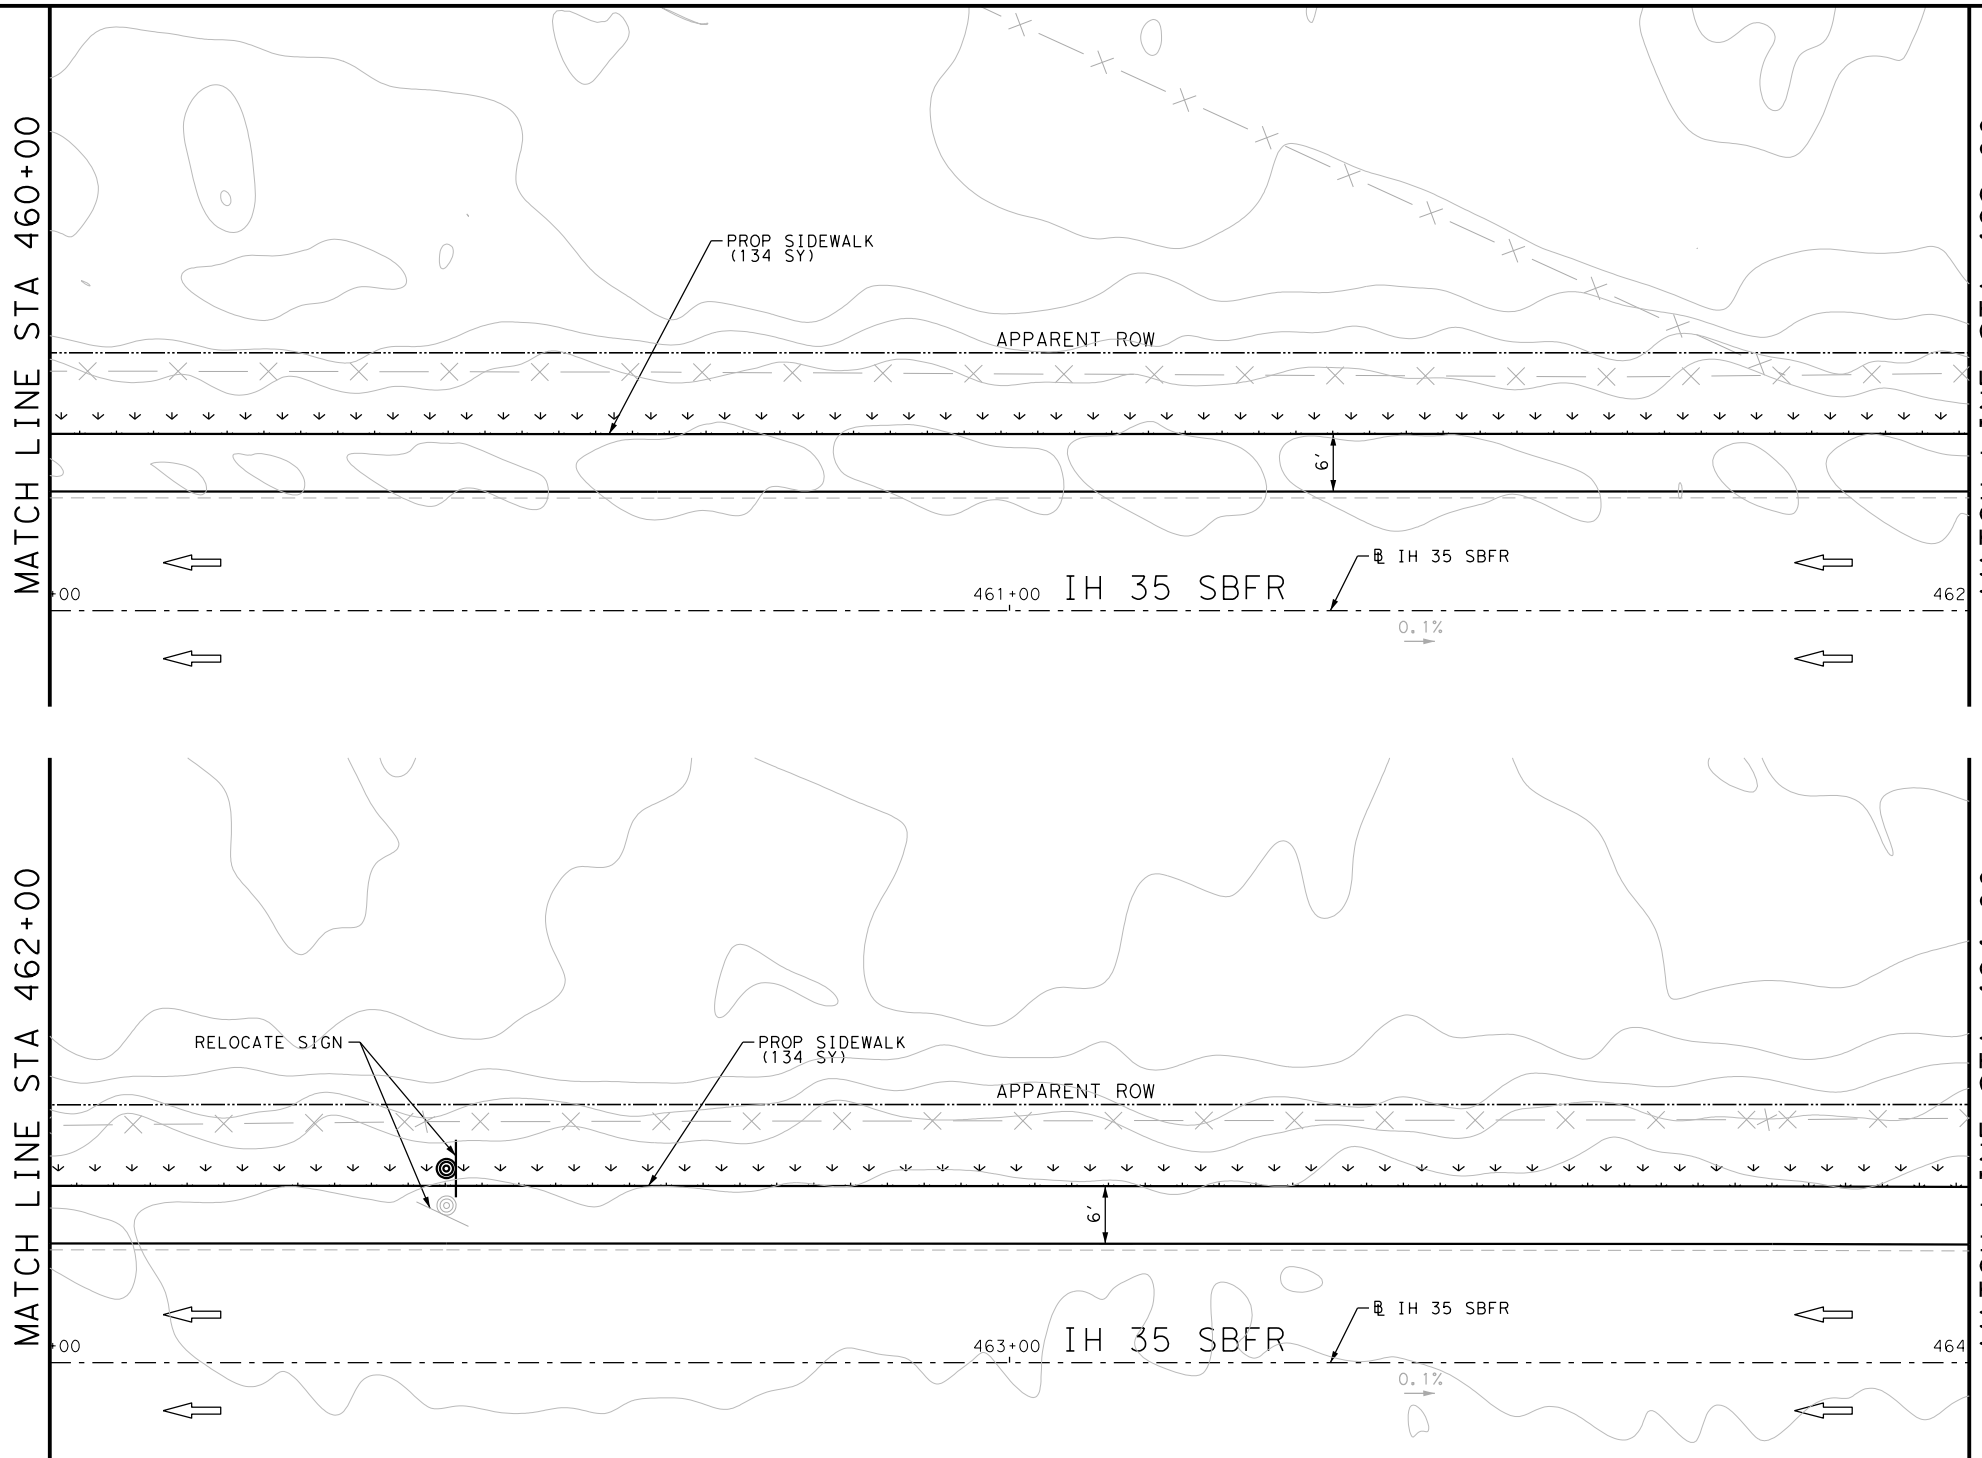 MATCH LINE STA 460+00
PROP SIDEWALK
(134 SY)
APPARENT ROW
6'
℄ IH 35 SBFR
+00
461+00
IH 35 SBFR
462
0.1%
MATCH LINE STA 462+00
RELOCATE SIGN
PROP SIDEWALK
(134 SY)
APPARENT ROW
6'
℄ IH 35 SBFR
+00
463+00
IH 35 SBFR
464
0.1%